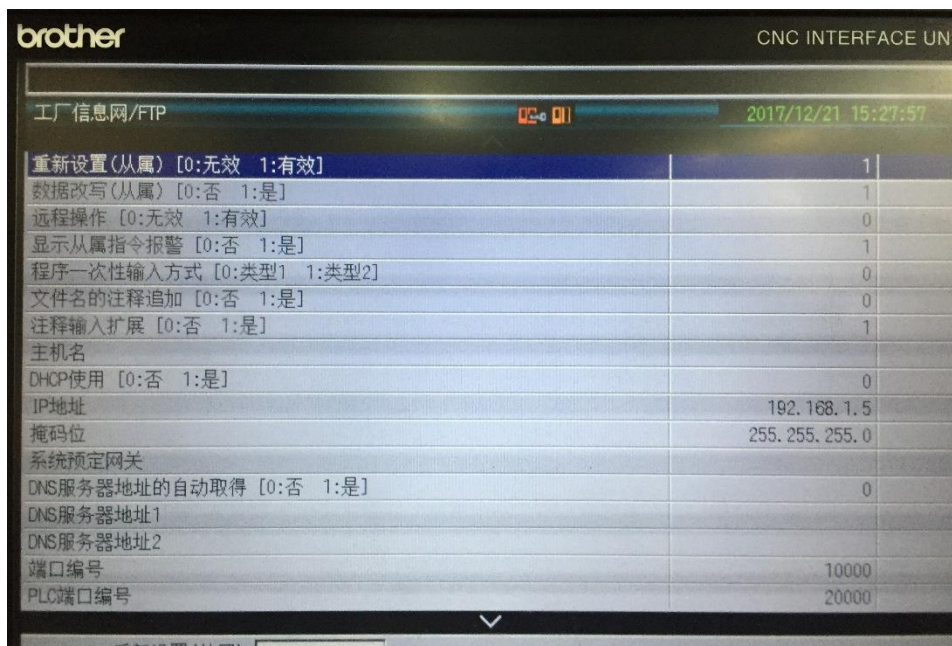 brother
CNC INTERFACE UN
工厂信息网/FTP 2017/12/21 15:27:57
重新设置(从属) [0:无效 1:有效] 1
数据改写(从属) [0:否 1:是] 1
远程操作 [0:无效 1:有效] 0
显示从属指令报警 [0:否 1:是] 1
程序一次性输入方式 [0:类型1 1:类型2] 0
文件名的注释追加 [0:否 1:是] 0
注释输入扩展 [0:否 1:是] 1
主机名
DHCP使用 [0:否 1:是] 0
IP地址 192.168.1.5
掩码位 255.255.255.0
系统预定网关
DNS服务器地址的自动取得 [0:否 1:是] 0
DNS服务器地址1
DNS服务器地址2
端口编号 10000
PLC端口编号 20000